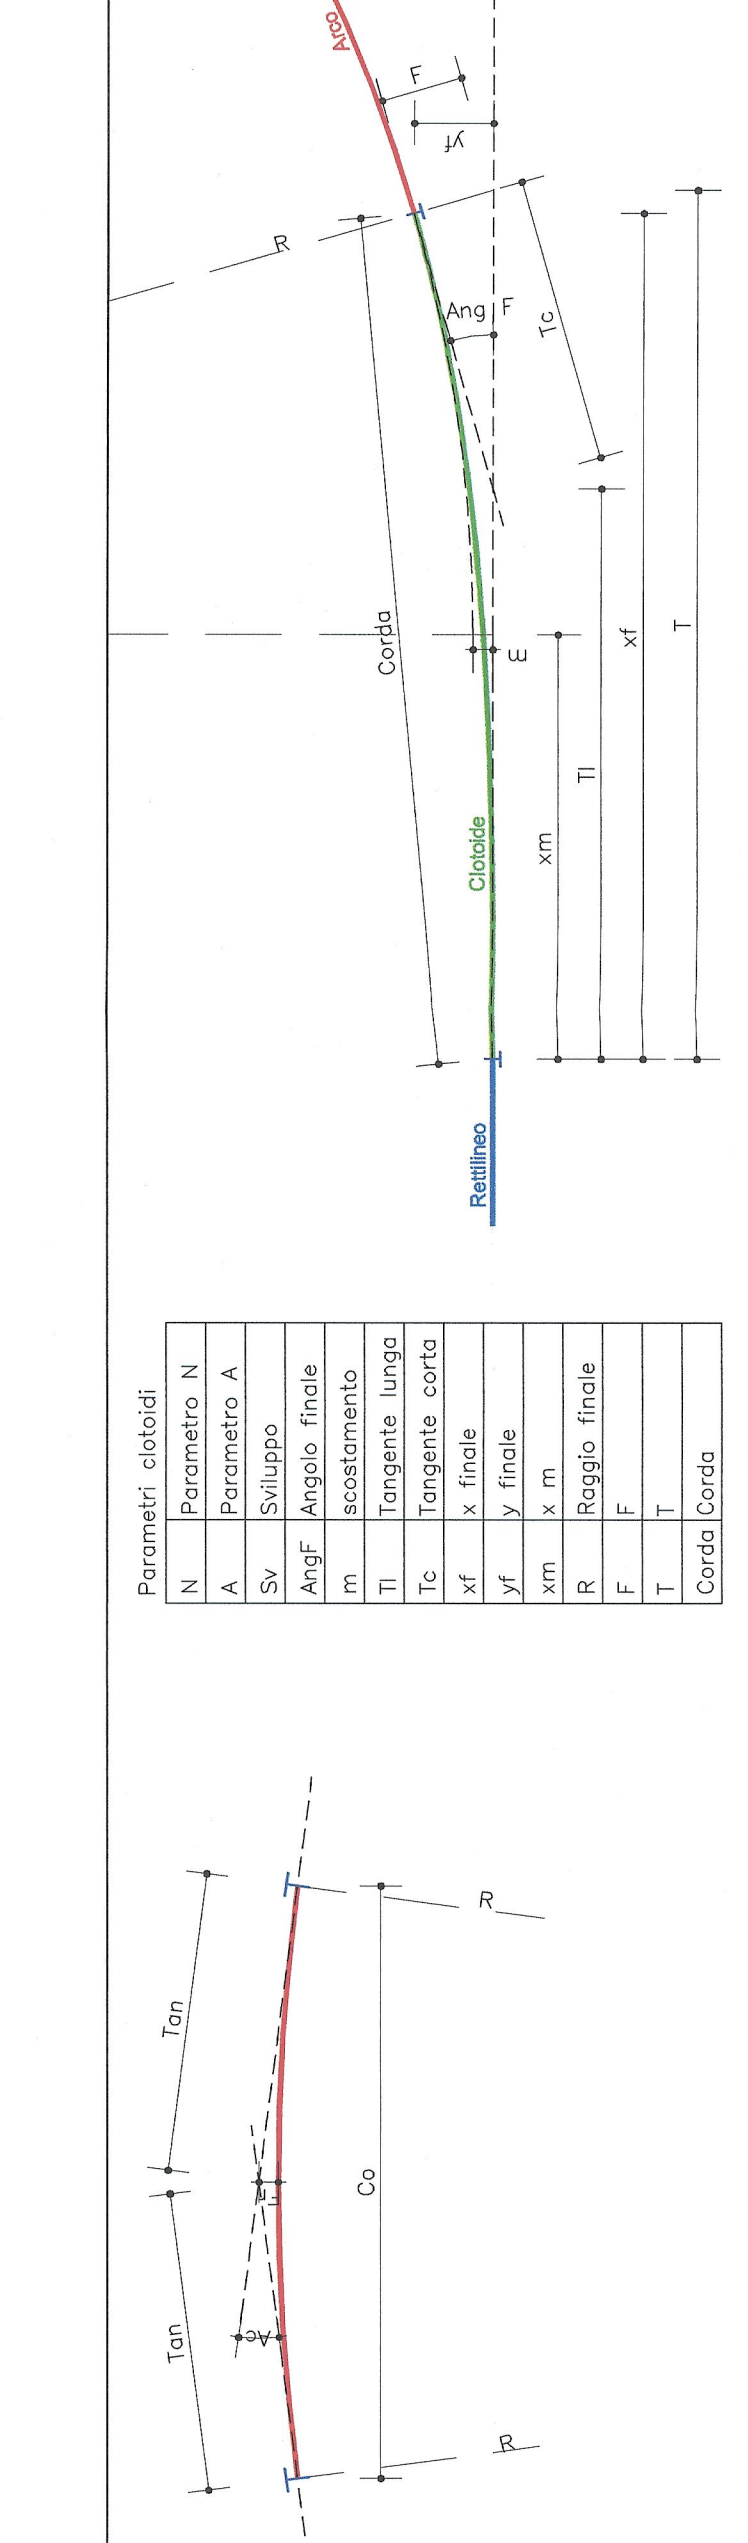 Tan
Tan
F
Ac
Co
R
R
Parametri clotoidi
N Parametro N
A Parametro A
Sv Sviluppo
AngF Angolo finale
m scostamento
Tl Tangente lunga
Tc Tangente corta
xf x finale
yf y finale
xm x m
R Raggio finale
F F
T T
Corda Corda
Rettilineo
Clotoide
Arco
R
Corda
Ang F
F
yf
m
Tc
xm
Tl
xf
T